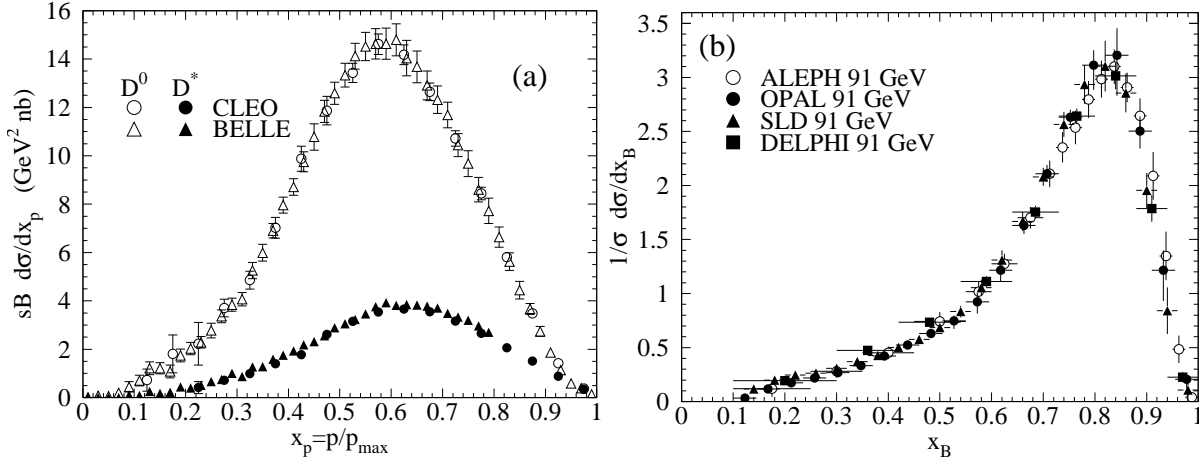 16
14
12
10
8
6
4
2
0
sB dσ/dx_p (GeV² nb)
(a)
D⁰ D*
CLEO
BELLE
0 0.1 0.2 0.3 0.4 0.5 0.6 0.7 0.8 0.9 1
x_p=p/p_max
3.5
3
2.5
2
1.5
1
0.5
0
1/σ dσ/dx_B
(b)
ALEPH 91 GeV
OPAL 91 GeV
SLD 91 GeV
DELPHI 91 GeV
0 0.1 0.2 0.3 0.4 0.5 0.6 0.7 0.8 0.9 1
x_B